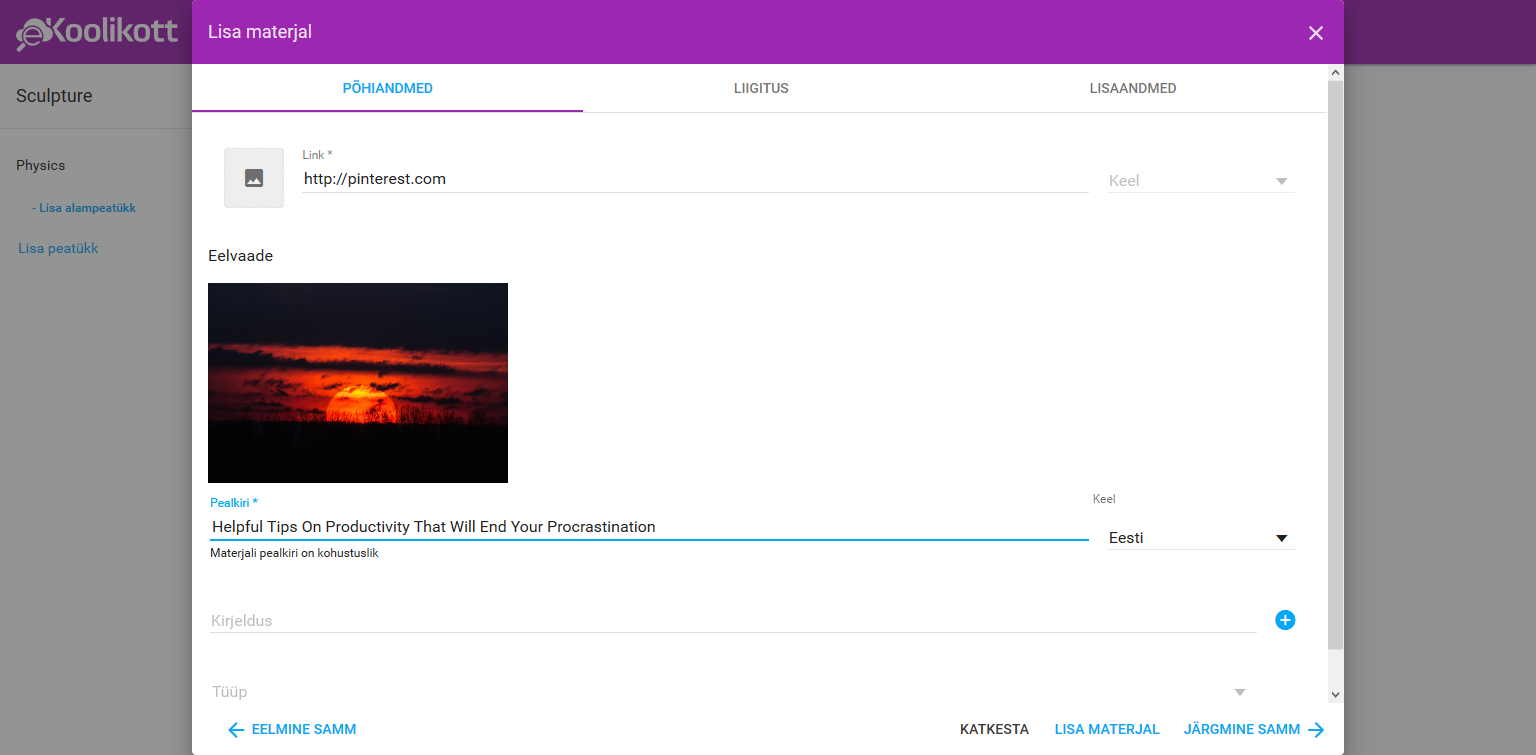 eKoolikott
Lisa materjal
Sculpture
PÕHIANDMED
LIIGITUS
LISAANDMED
Physics
- Lisa alampeatükk
Lisa peatükk
Link *
http://pinterest.com
Keel
Eelvaade
Pealkiri *
Keel
Helpful Tips On Productivity That Will End Your Procrastination
Eesti
Materjali pealkiri on kohustuslik
Kirjeldus
Tüüp
EELMINE SAMM
KATKESTA
LISA MATERJAL
JÄRGMINE SAMM